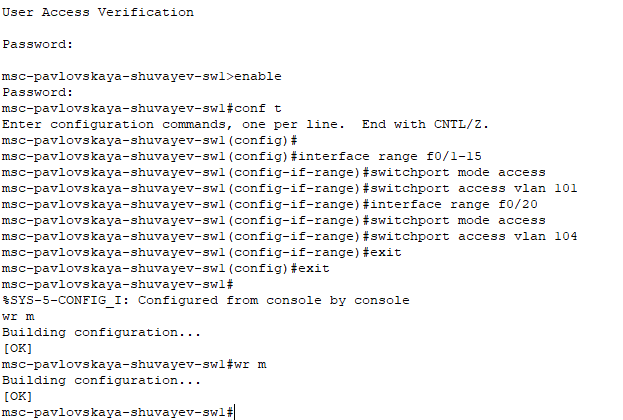 User Access Verification
Password:
msc-pavlovskaya-shuvayev-sw1>enable
Password:
msc-pavlovskaya-shuvayev-sw1#conf t
Enter configuration commands, one per line.  End with CNTL/Z.
msc-pavlovskaya-shuvayev-sw1(config)#
msc-pavlovskaya-shuvayev-sw1(config)#interface range f0/1-15
msc-pavlovskaya-shuvayev-sw1(config-if-range)#switchport mode access
msc-pavlovskaya-shuvayev-sw1(config-if-range)#switchport access vlan 101
msc-pavlovskaya-shuvayev-sw1(config-if-range)#interface range f0/20
msc-pavlovskaya-shuvayev-sw1(config-if-range)#switchport mode access
msc-pavlovskaya-shuvayev-sw1(config-if-range)#switchport access vlan 104
msc-pavlovskaya-shuvayev-sw1(config-if-range)#exit
msc-pavlovskaya-shuvayev-sw1(config)#exit
msc-pavlovskaya-shuvayev-sw1#
%SYS-5-CONFIG_I: Configured from console by console
wr m
Building configuration...
[OK]
msc-pavlovskaya-shuvayev-sw1#wr m
Building configuration...
[OK]
msc-pavlovskaya-shuvayev-sw1#